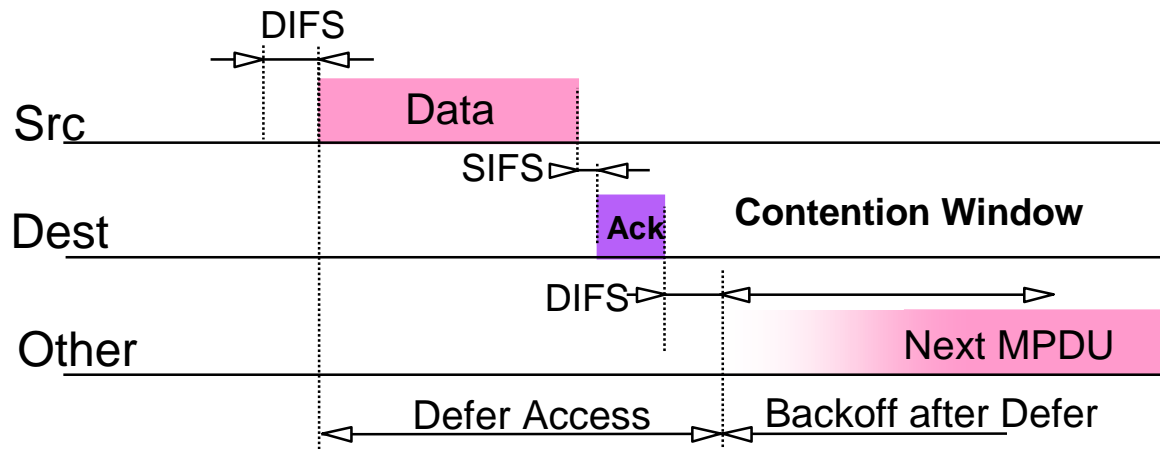 DIFS
Src
Data
SIFS
Dest
Ack
Contention Window
DIFS
Other
Next MPDU
Defer Access
Backoff after Defer